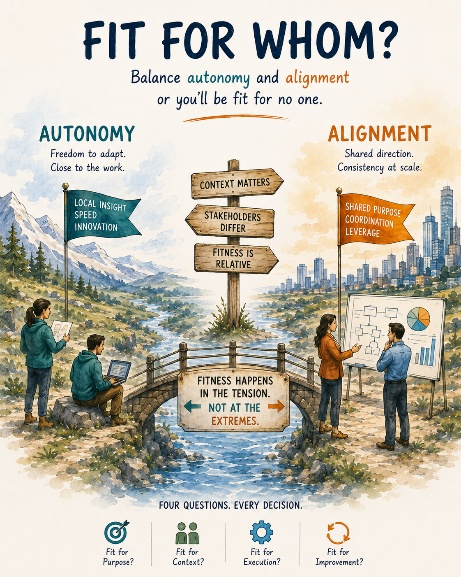 FIT FOR WHOM?
Balance autonomy and alignment
or you'll be fit for no one.
AUTONOMY
Freedom to adapt.
Close to the work.
ALIGNMENT
Shared direction.
Consistency at scale.
LOCAL INSIGHT
SPEED
INNOVATION
CONTEXT MATTERS
STAKEHOLDERS
DIFFER
FITNESS IS
RELATIVE
SHARED PURPOSE
COORDINATION
LEVERAGE
FITNESS HAPPENS
IN THE TENSION.
NOT AT THE
EXTREMES.
FOUR QUESTIONS. EVERY DECISION.
Fit for
Purpose?
Fit for
Context?
Fit for
Execution?
Fit for
Improvement?